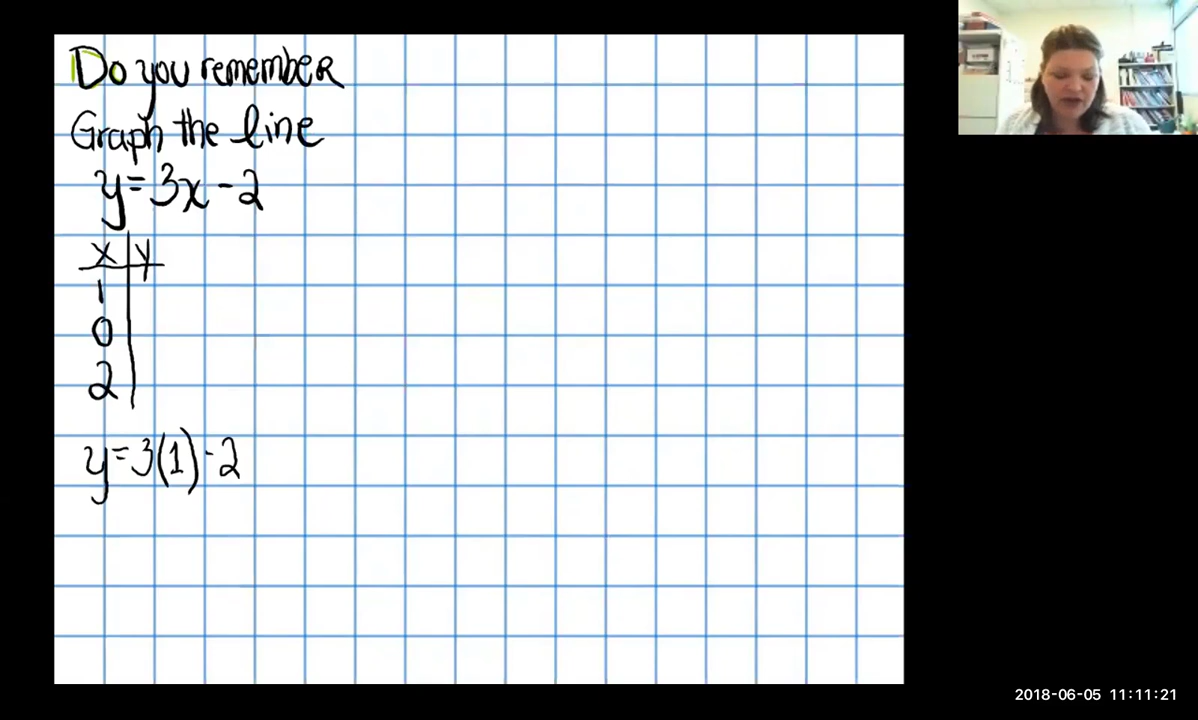 Do you remember
Graph the line
y=3x-2
x y
1
0
2
y=3(1)-2
2018-06-05 11:11:21